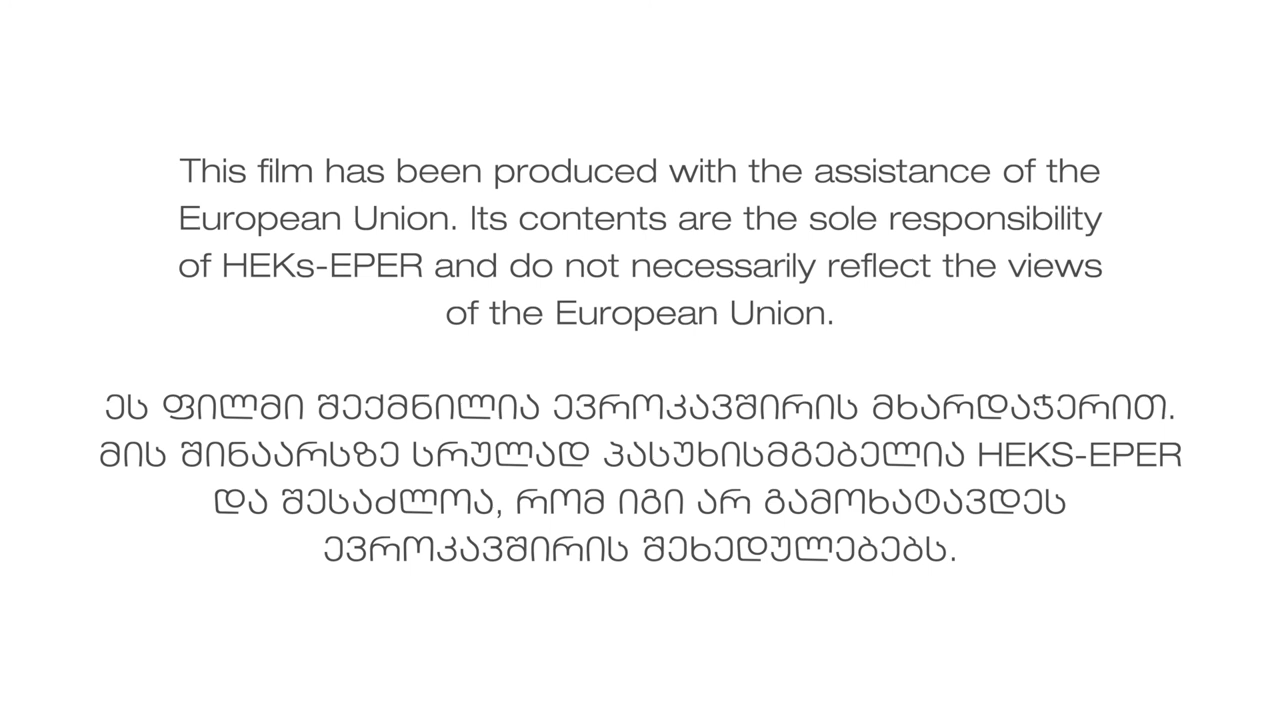 This film has been produced with the assistance of the
European Union. Its contents are the sole responsibility
of HEKs-EPER and do not necessarily reflect the views
of the European Union.
ეს ფილმი შექმნილია ევროკავშირის მხარდაჭერით.
მის შინაარსზე სრულად პასუხისმგებელია HEKS-EPER
და შესაძლოა, რომ იგი არ გამოხატავდეს
ევროკავშირის შეხედულებებს.